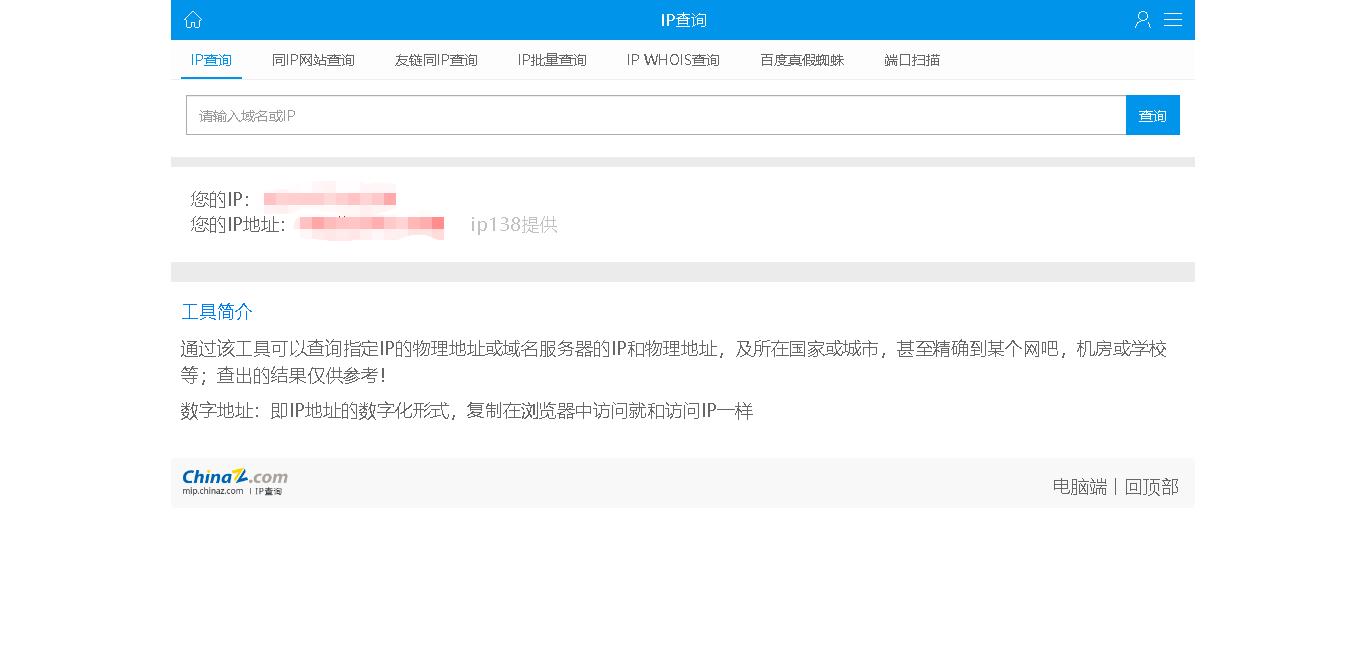 IP查询
IP查询 同IP网站查询 友链同IP查询 IP批量查询 IP WHOIS查询 百度真假蜘蛛 端口扫描
请输入域名或IP 查询
您的IP：
您的IP地址： ip138提供
工具简介
通过该工具可以查询指定IP的物理地址或域名服务器的IP和物理地址，及所在国家或城市，甚至精确到某个网吧，机房或学校
等；查出的结果仅供参考！
数字地址：即IP地址的数字化形式，复制在浏览器中访问就和访问IP一样
ChinaZ.com
mip.chinaz.com | IP查询
电脑端 | 回顶部